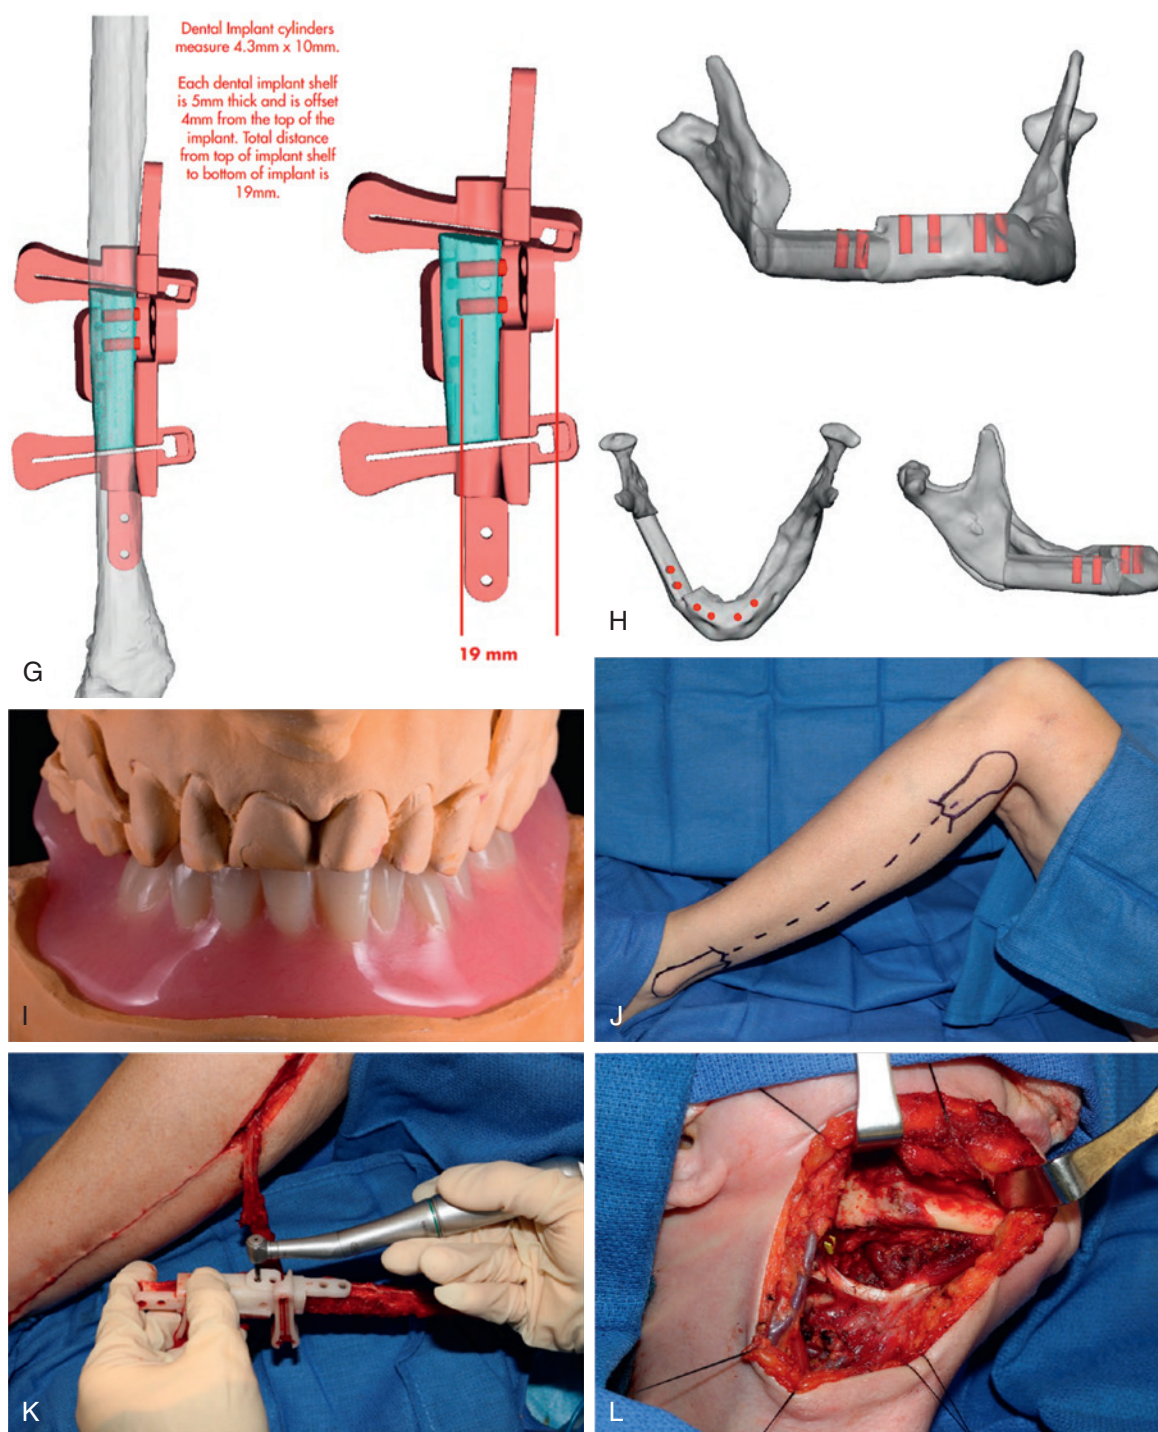 Dental Implant cylinders
measure 4.3mm x 10mm.
Each dental implant shelf
is 5mm thick and is offset
4mm from the top of the
implant. Total distance
from top of implant shelf
to bottom of implant is
19mm.
19 mm
G
H
I
J
K
L